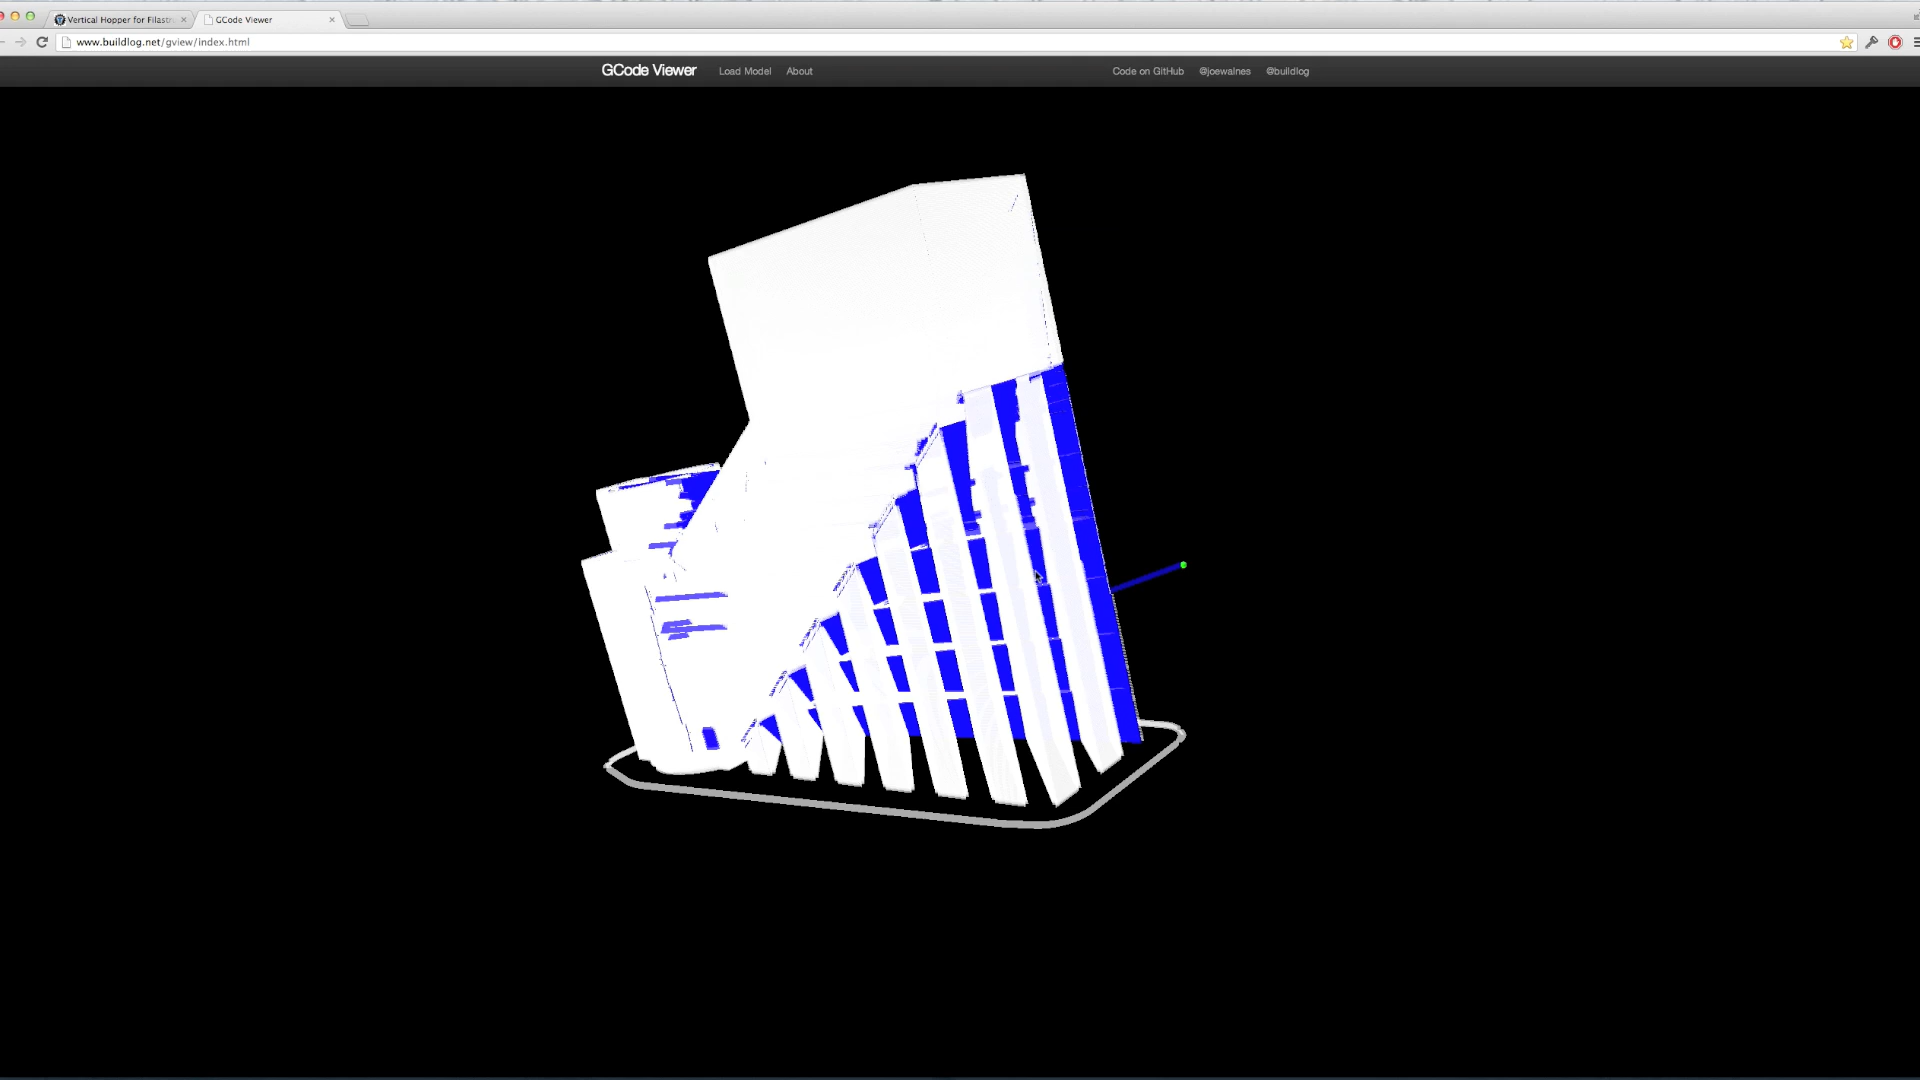 Vertical Hopper for Filastr
GCode Viewer
www.buildlog.net/gview/index.html
GCode Viewer Load Model About Code on GitHub @joewalnes @buildlog